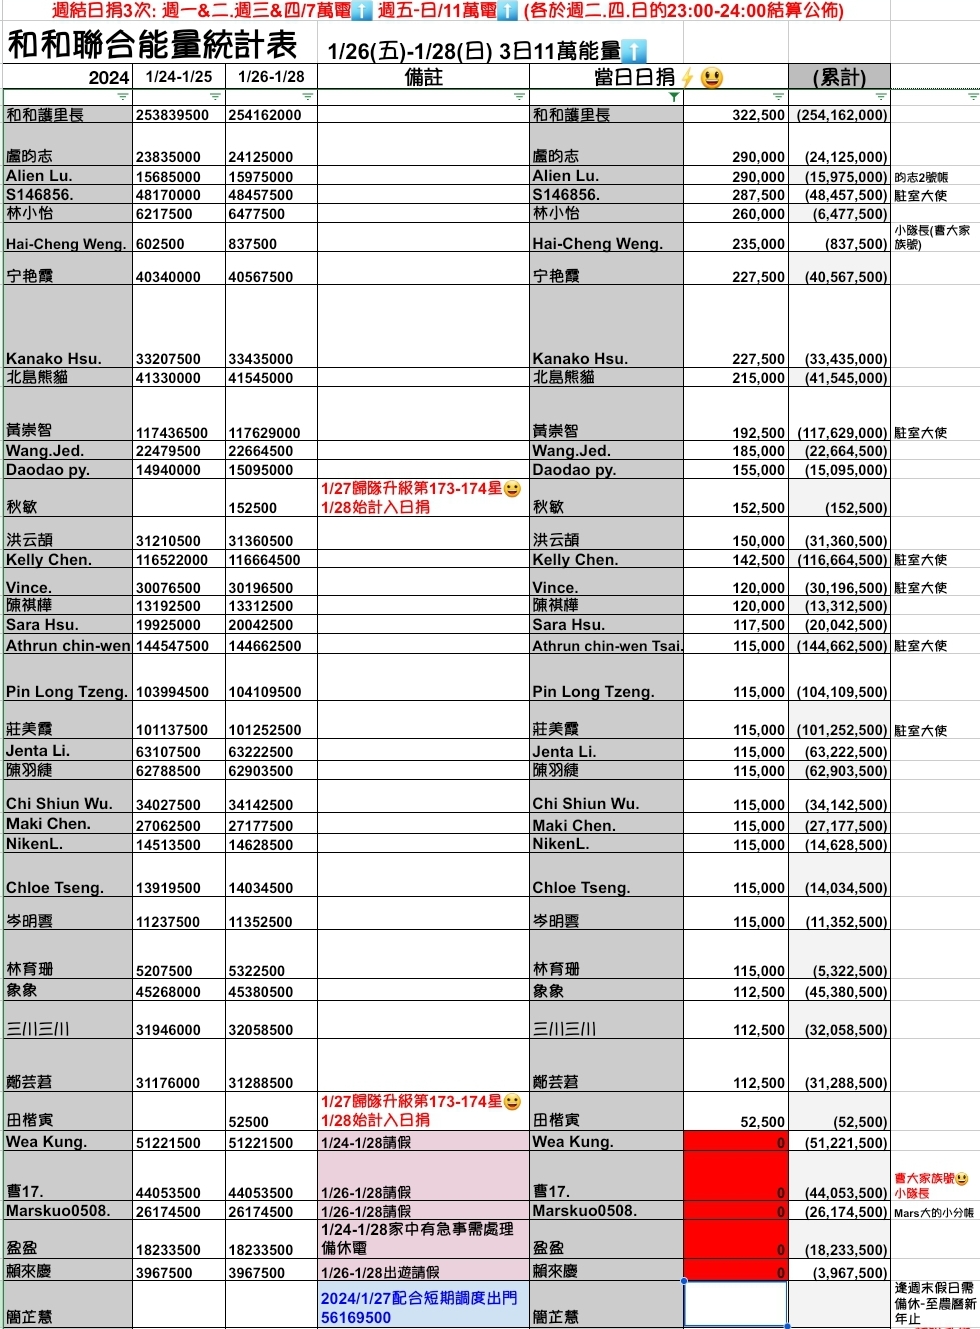 週結日捐3次: 週一&二.週三&四/7萬電⬆️ 週五-日/11萬電⬆️ (各於週二.四.日的23:00-24:00結算公佈)
和和聯合能量統計表 1/26(五)-1/28(日) 3日11萬能量⬆️
2024 1/24-1/25 1/26-1/28 備註 當日日捐⚡😃 (累計)
和和護里長 253839500 254162000 和和護里長 322,500 (254,162,000)
盧昀志 23835000 24125000 盧昀志 290,000 (24,125,000)
Alien Lu. 15685000 15975000 Alien Lu. 290,000 (15,975,000) 昀志2號帳
S146856. 48170000 48457500 S146856. 287,500 (48,457,500) 駐室大使
林小怡 6217500 6477500 林小怡 260,000 (6,477,500)
Hai-Cheng Weng. 602500 837500 Hai-Cheng Weng. 235,000 (837,500) 小隊長(曹大家
族號)
宁艳霞 40340000 40567500 宁艳霞 227,500 (40,567,500)
Kanako Hsu. 33207500 33435000 Kanako Hsu. 227,500 (33,435,000)
北島熊貓 41330000 41545000 北島熊貓 215,000 (41,545,000)
黃崇智 117436500 117629000 黃崇智 192,500 (117,629,000) 駐室大使
Wang.Jed. 22479500 22664500 Wang.Jed. 185,000 (22,664,500)
Daodao py. 14940000 15095000 Daodao py. 155,000 (15,095,000)
1/27歸隊升級第173-174星😀
秋敏 152500 1/28始計入日捐 秋敏 152,500 (152,500)
洪云頡 31210500 31360500 洪云頡 150,000 (31,360,500)
Kelly Chen. 116522000 116664500 Kelly Chen. 142,500 (116,664,500) 駐室大使
Vince. 30076500 30196500 Vince. 120,000 (30,196,500) 駐室大使
陳祺樺 13192500 13312500 陳祺樺 120,000 (13,312,500)
Sara Hsu. 19925000 20042500 Sara Hsu. 117,500 (20,042,500)
Athrun chin-wen 144547500 144662500 Athrun chin-wen Tsai. 115,000 (144,662,500) 駐室大使
Pin Long Tzeng. 103994500 104109500 Pin Long Tzeng. 115,000 (104,109,500)
莊美霞 101137500 101252500 莊美霞 115,000 (101,252,500) 駐室大使
Jenta Li. 63107500 63222500 Jenta Li. 115,000 (63,222,500)
陳羽緁 62788500 62903500 陳羽緁 115,000 (62,903,500)
Chi Shiun Wu. 34027500 34142500 Chi Shiun Wu. 115,000 (34,142,500)
Maki Chen. 27062500 27177500 Maki Chen. 115,000 (27,177,500)
NikenL. 14513500 14628500 NikenL. 115,000 (14,628,500)
Chloe Tseng. 13919500 14034500 Chloe Tseng. 115,000 (14,034,500)
岑明雲 11237500 11352500 岑明雲 115,000 (11,352,500)
林育珊 5207500 5322500 林育珊 115,000 (5,322,500)
象象 45268000 45380500 象象 112,500 (45,380,500)
三川三川 31946000 32058500 三川三川 112,500 (32,058,500)
鄭芸莙 31176000 31288500 鄭芸莙 112,500 (31,288,500)
1/27歸隊升級第173-174星😀
田楷寅 52500 1/28始計入日捐 田楷寅 52,500 (52,500)
Wea Kung. 51221500 51221500 1/24-1/28請假 Wea Kung. 0 (51,221,500)
曹大家族號😃
曹17. 44053500 44053500 1/26-1/28請假 曹17. 0 (44,053,500) 小隊長
Marskuo0508. 26174500 26174500 1/26-1/28請假 Marskuo0508. 0 (26,174,500) Mars大的小分帳
1/24-1/28家中有急事需處理
盈盈 18233500 18233500 備休電 盈盈 0 (18,233,500)
賴來慶 3967500 3967500 1/26-1/28出遊請假 賴來慶 0 (3,967,500)
2024/1/27配合短期調度出門 逢週末假日需
簡芷慧 56169500 簡芷慧 備休-至農曆新
年止